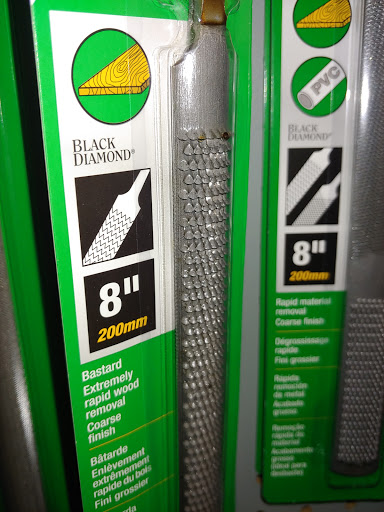 BLACK
DIAMOND®
8"
200mm
Bastard
Extremely
rapid wood
removal
Coarse
finish
Bâtarde
Enlèvement
extrêmement
rapide du bois
Fini grossier
PVC
BLACK
DIAMOND®
8"
200mm
Rapid material
removal
Coarse finish
Dégrossissage
rapide
Fini grossier
Rápida
remoción
de metal
Acabado
grueso
Remoção
rápida de
material
Acabamento
grosso